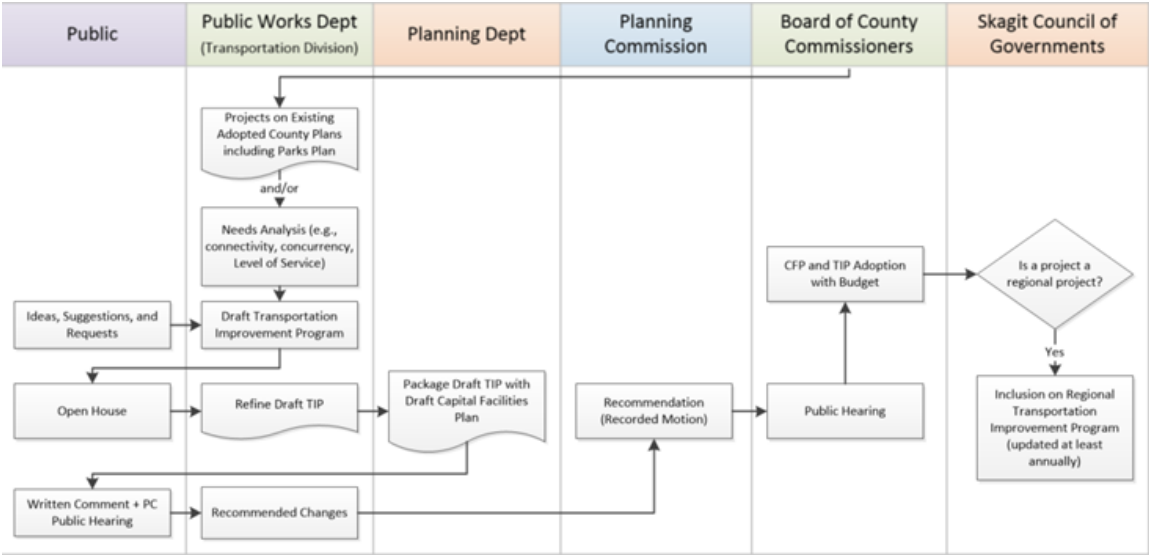 Public
Public Works Dept
(Transportation Division)
Planning Dept
Planning
Commission
Board of County
Commissioners
Skagit Council of
Governments
Projects on Existing
Adopted County Plans
including Parks Plan
and/or
Needs Analysis (e.g.,
connectivity, concurrency,
Level of Service)
Ideas, Suggestions, and
Requests
Draft Transportation
Improvement Program
Open House
Refine Draft TIP
Package Draft TIP with
Draft Capital Facilities
Plan
Written Comment + PC
Public Hearing
Recommended Changes
Recommendation
(Recorded Motion)
Public Hearing
CFP and TIP Adoption
with Budget
Is a project a
regional project?
Yes
Inclusion on Regional
Transportation
Improvement Program
(updated at least
annually)